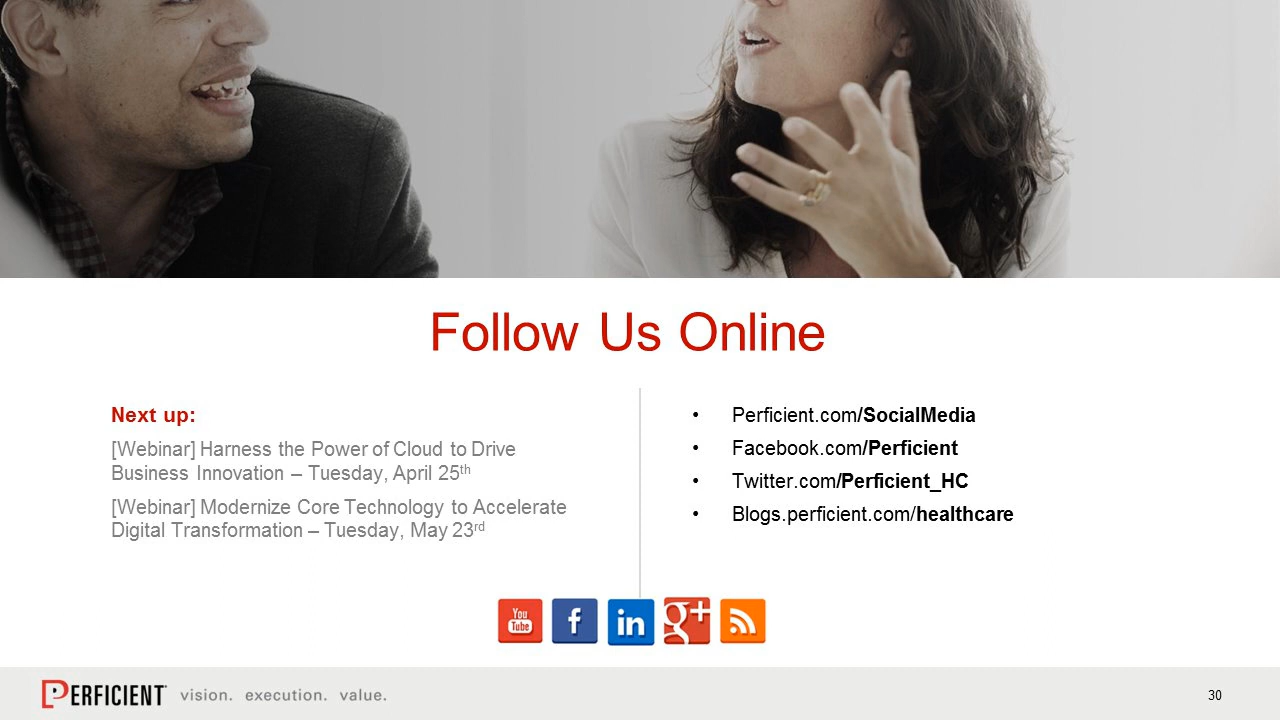 Follow Us Online
Next up:
[Webinar] Harness the Power of Cloud to Drive
Business Innovation – Tuesday, April 25th
[Webinar] Modernize Core Technology to Accelerate
Digital Transformation – Tuesday, May 23rd
• Perficient.com/SocialMedia
• Facebook.com/Perficient
• Twitter.com/Perficient_HC
• Blogs.perficient.com/healthcare
You Tube f in g+
PERFICIENT vision. execution. value.
30